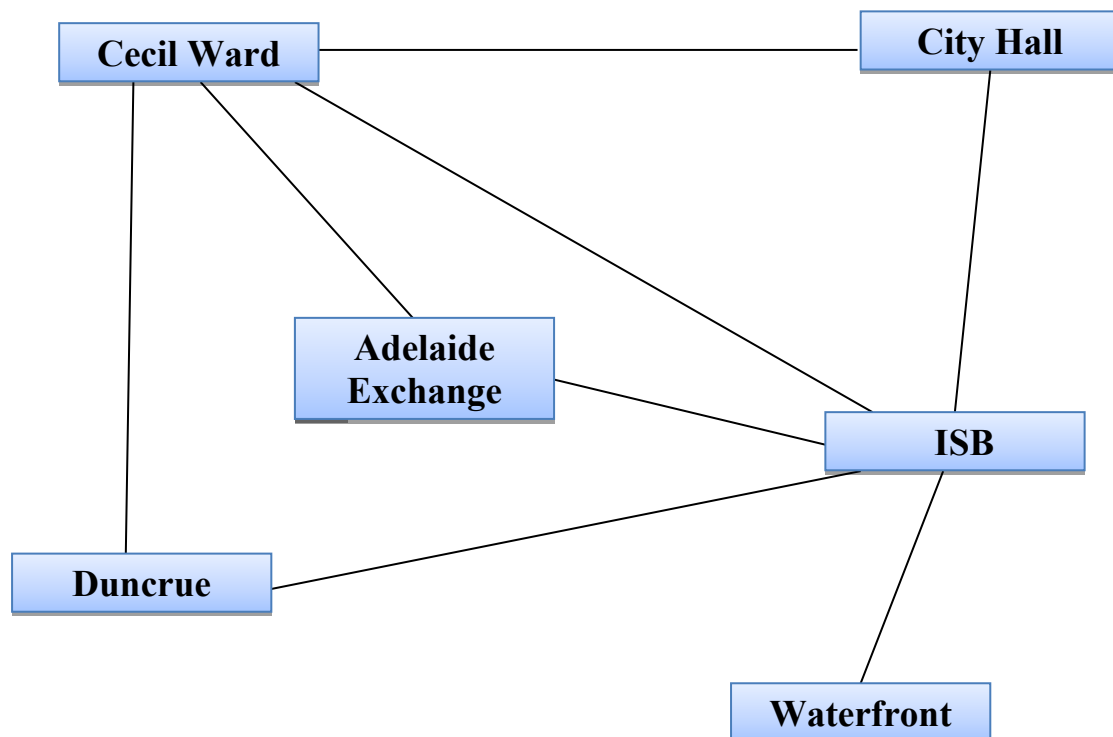 Cecil Ward
City Hall
Adelaide
Exchange
ISB
Duncrue
Waterfront